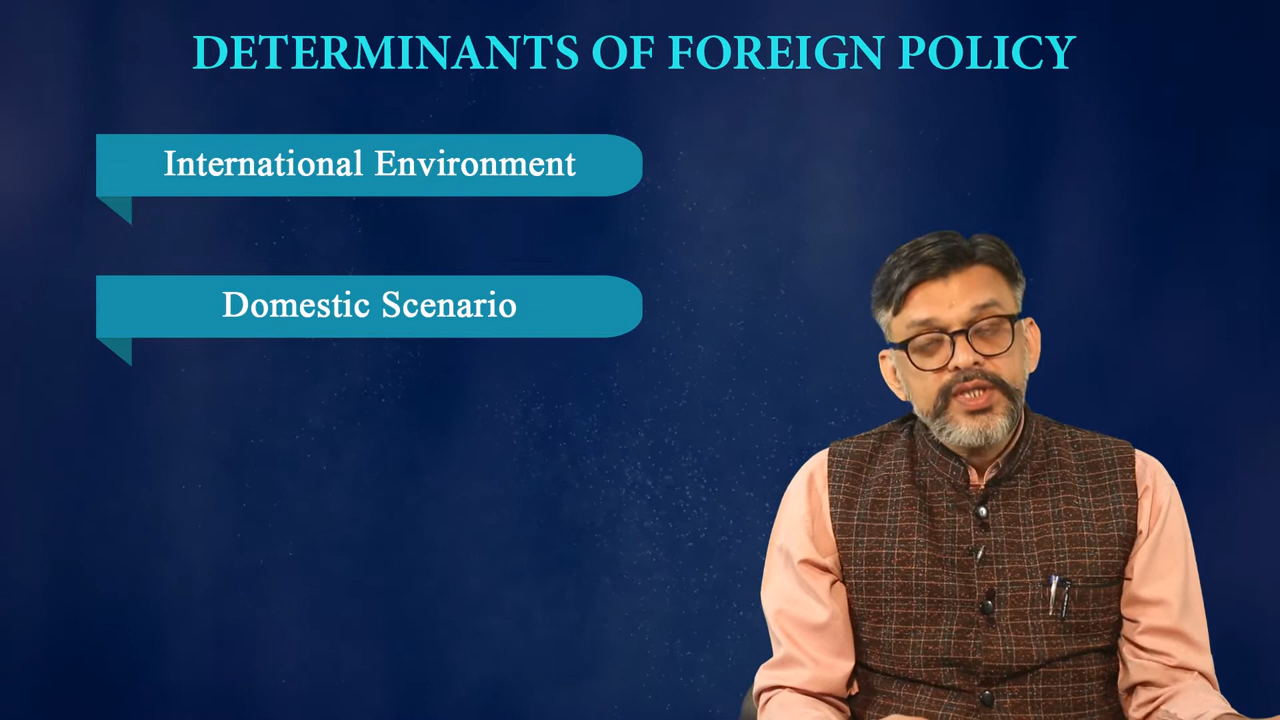 DETERMINANTS OF FOREIGN POLICY
International Environment
Domestic Scenario